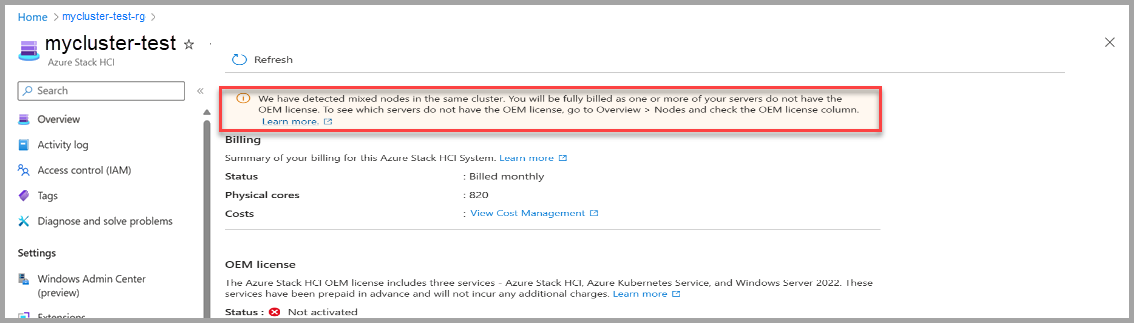 Home > mycluster-test-rg >
mycluster-test
Azure Stack HCI
Search
Overview
Activity log
Access control (IAM)
Tags
Diagnose and solve problems
Settings
Windows Admin Center
(preview)
Extensions
Refresh
We have detected mixed nodes in the same cluster. You will be fully billed as one or more of your servers do not have the
OEM license. To see which servers do not have the OEM license, go to Overview > Nodes and check the OEM license column.
Learn more.
Billing
Summary of your billing for this Azure Stack HCI System. Learn more
Status : Billed monthly
Physical cores : 820
Costs : View Cost Management
OEM license
The Azure Stack HCI OEM license includes three services - Azure Stack HCI, Azure Kubernetes Service, and Windows Server 2022. These
services have been prepaid in advance and will not incur any additional charges. Learn more
Status : Not activated